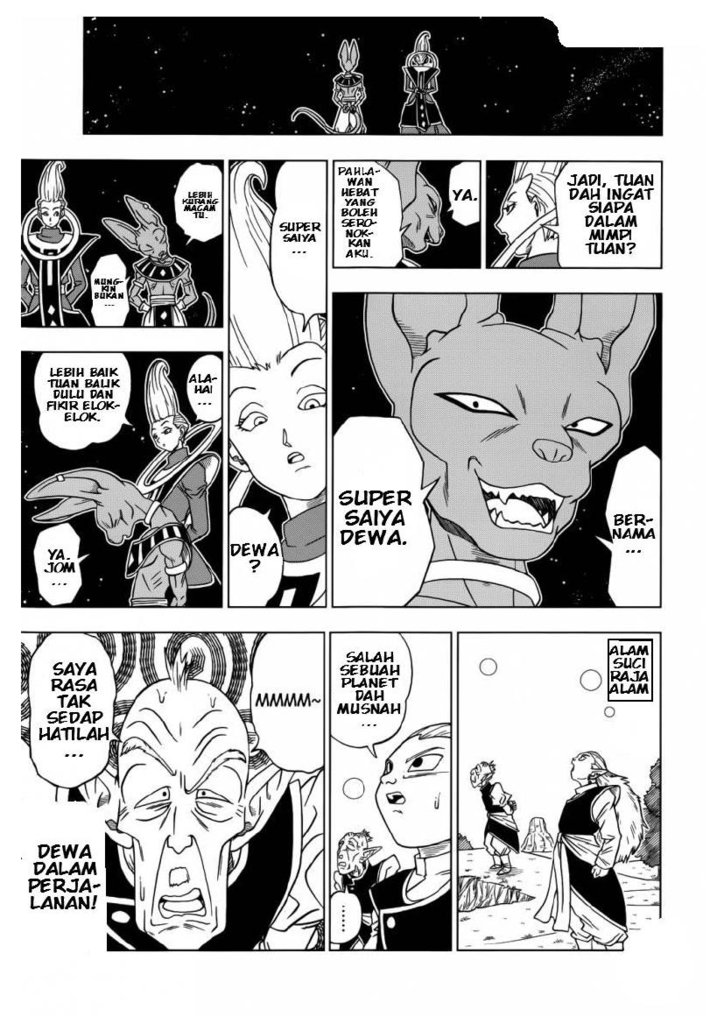 JADI, TUAN
DAH INGAT
SIAPA
DALAM
MIMPI
TUAN?
YA.
PAHLA-
WAN
HEBAT
YANG
BOLEH
SERO-
NOK-
KAN
AKU.
BER-
NAMA
...
SUPER
SAIYA
DEWA.
SUPER
SAIYA
...
DEWA
?
LEBIH
KURANG
MACAM
TU.
MUNG-
KIN
BUKAN
...
ALA-
HAI
...
LEBIH BAIK
TUAN BALIK
DULU DAN
FIKIR ELOK-
ELOK.
YA.
JOM
...
ALAM
SUCI
RAJA
ALAM
SALAH
SEBUAH
PLANET
DAH
MUSNAH
...
......
MMMM~
SAYA
RASA
TAK
SEDAP
HATILAH
...
DEWA
DALAM
PERJA-
LANAN!